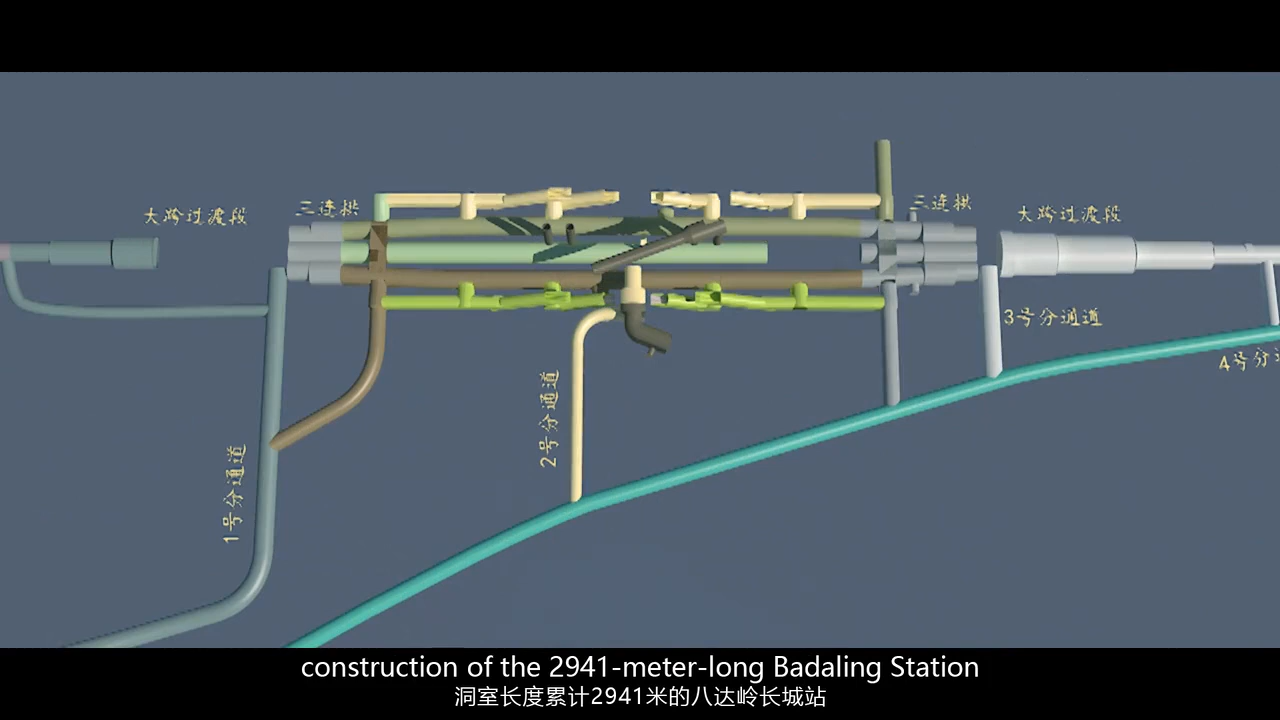 三连拱
三连拱
大跨过渡段
大跨过渡段
3号分通道
4号分
2号分通道
1号分通道
construction of the 2941-meter-long Badaling Station
洞室长度累计2941米的八达岭长城站